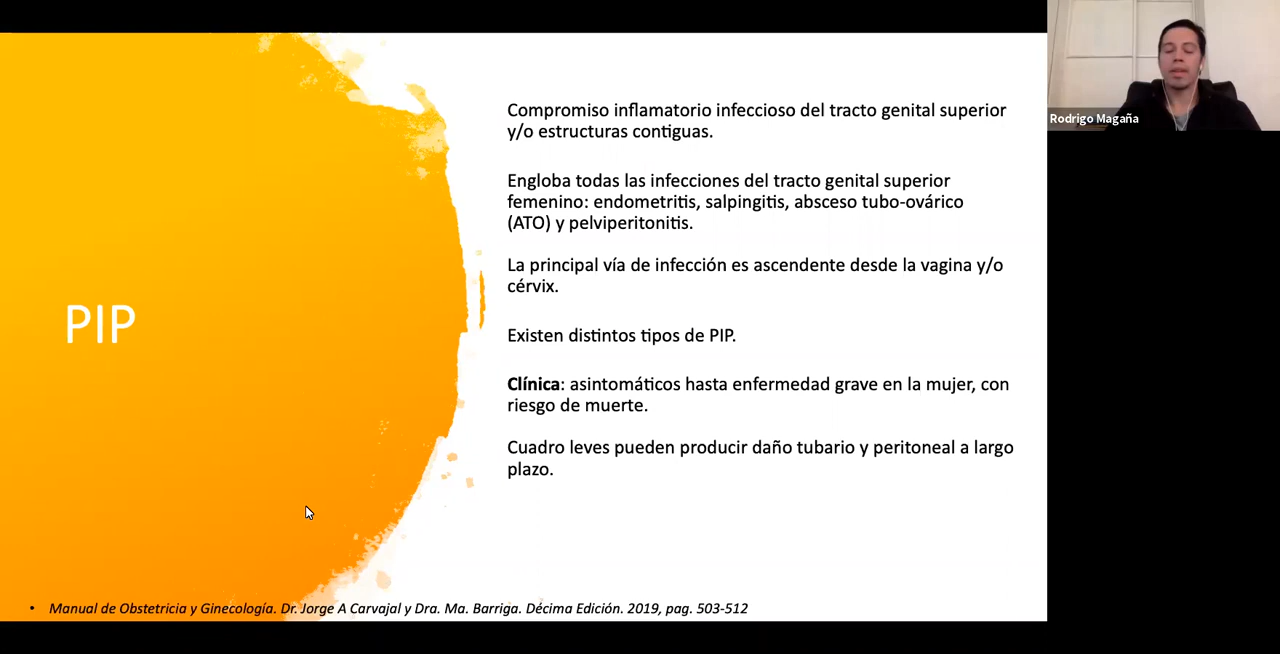 PIP
Compromiso inflamatorio infeccioso del tracto genital superior
y/o estructuras contiguas.
Engloba todas las infecciones del tracto genital superior
femenino: endometritis, salpingitis, absceso tubo-ovárico
(ATO) y pelviperitonitis.
La principal vía de infección es ascendente desde la vagina y/o
cérvix.
Existen distintos tipos de PIP.
Clínica: asintomáticos hasta enfermedad grave en la mujer, con
riesgo de muerte.
Cuadro leves pueden producir daño tubario y peritoneal a largo
plazo.
• Manual de Obstetricia y Ginecología. Dr. Jorge A Carvajal y Dra. Ma. Barriga. Décima Edición. 2019, pag. 503-512
Rodrigo Magaña